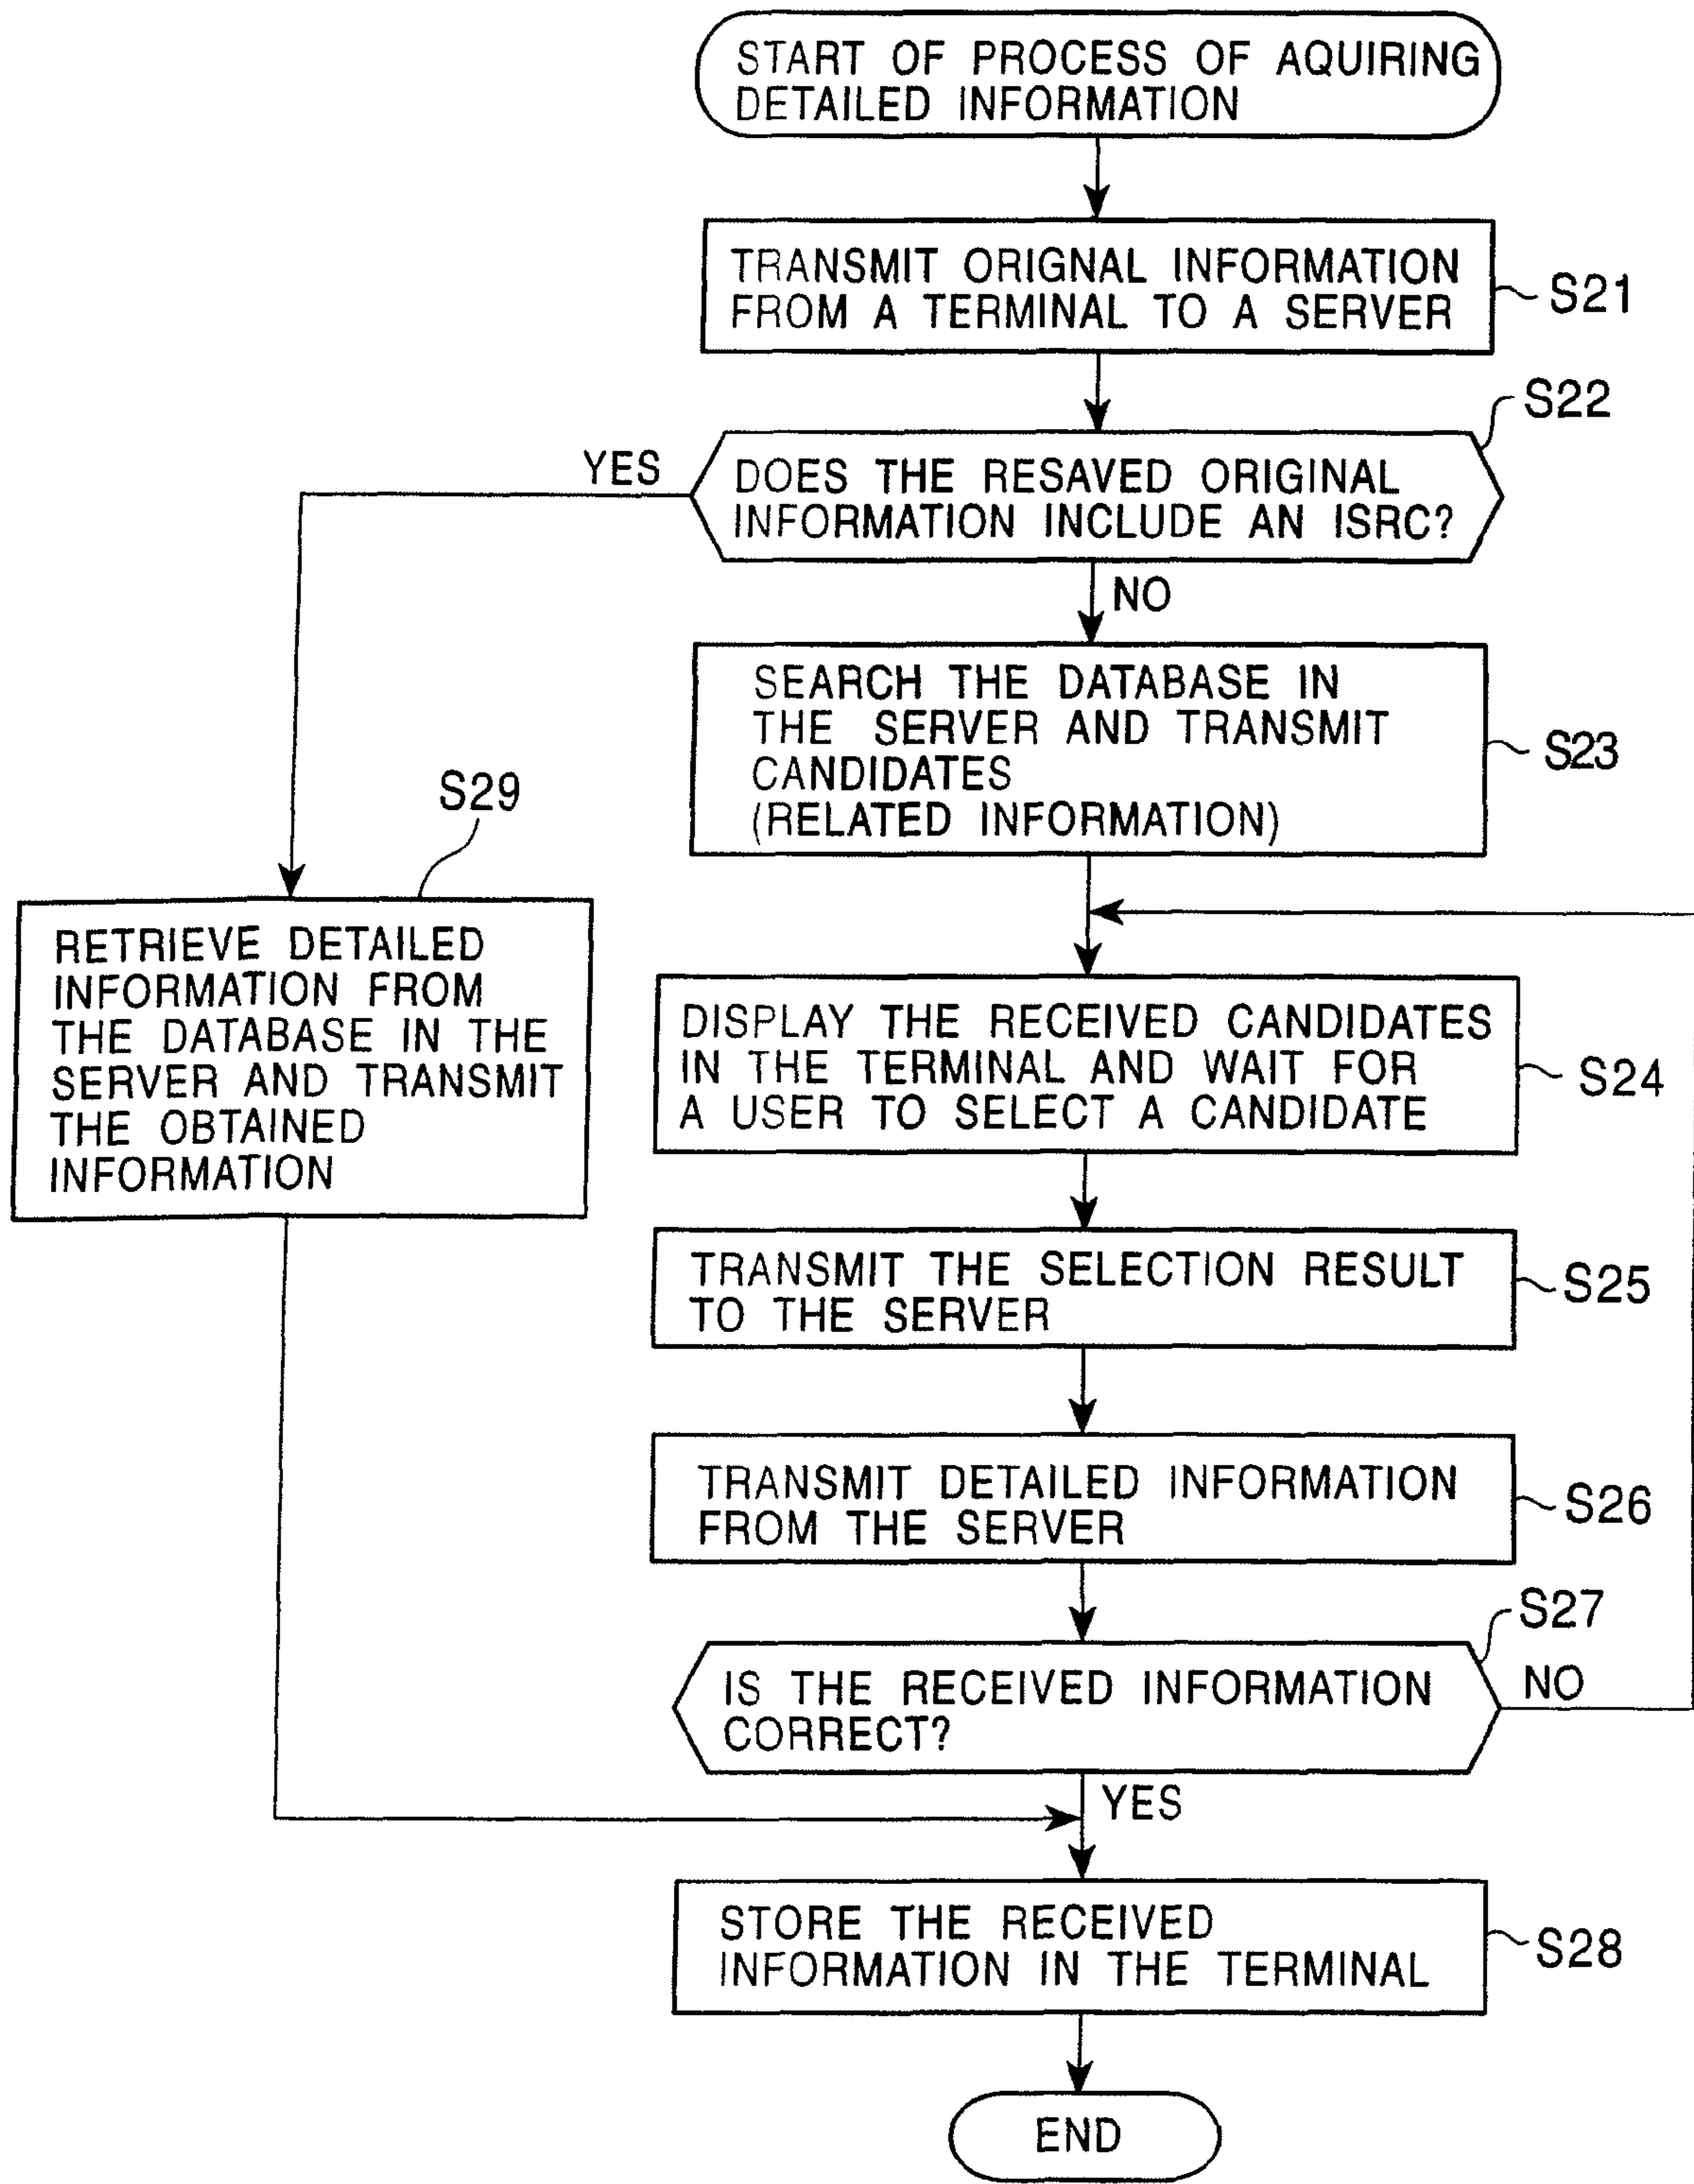 START OF PROCESS OF AQUIRING
DETAILED INFORMATION
TRANSMIT ORIGNAL INFORMATION
FROM A TERMINAL TO A SERVER
S21
S22
YES
DOES THE RESAVED ORIGINAL
INFORMATION INCLUDE AN ISRC?
NO
SEARCH THE DATABASE IN
THE SERVER AND TRANSMIT
CANDIDATES
(RELATED INFORMATION)
S23
S29
RETRIEVE DETAILED
INFORMATION FROM
THE DATABASE IN THE
SERVER AND TRANSMIT
THE OBTAINED
INFORMATION
DISPLAY THE RECEIVED CANDIDATES
IN THE TERMINAL AND WAIT FOR
A USER TO SELECT A CANDIDATE
S24
TRANSMIT THE SELECTION RESULT
TO THE SERVER
S25
TRANSMIT DETAILED INFORMATION
FROM THE SERVER
S26
S27
IS THE RECEIVED INFORMATION
CORRECT?
NO
YES
STORE THE RECEIVED
INFORMATION IN THE TERMINAL
S28
END